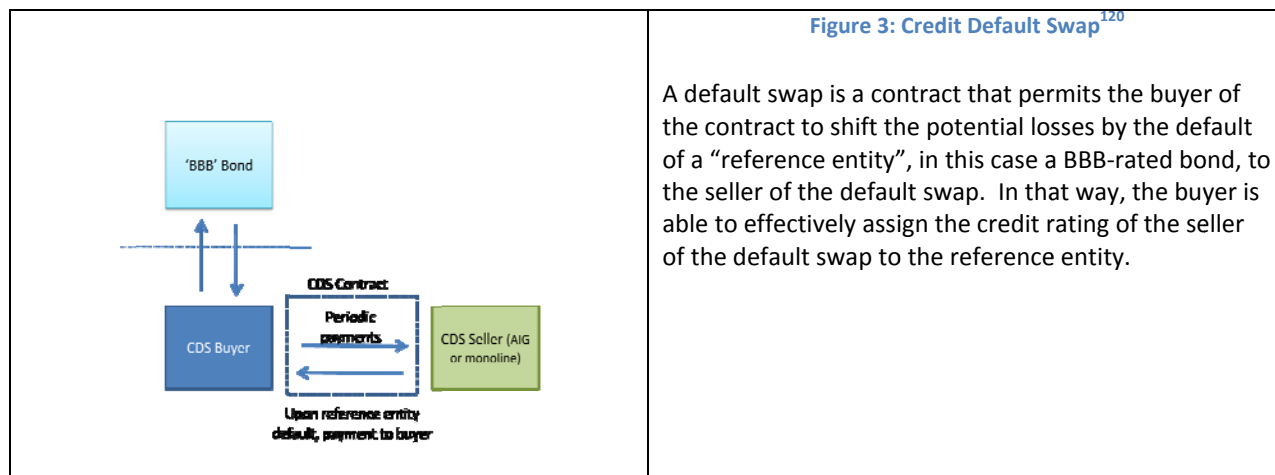 Figure 3: Credit Default Swap120
A default swap is a contract that permits the buyer of
the contract to shift the potential losses by the default
of a “reference entity”, in this case a BBB-rated bond, to
the seller of the default swap.  In that way, the buyer is
able to effectively assign the credit rating of the seller
of the default swap to the reference entity.
‘BBB’ Bond
CDS Contract
Periodic
payments
CDS Buyer
CDS Seller (AIG
or monoline)
Upon reference entity
default, payment to buyer